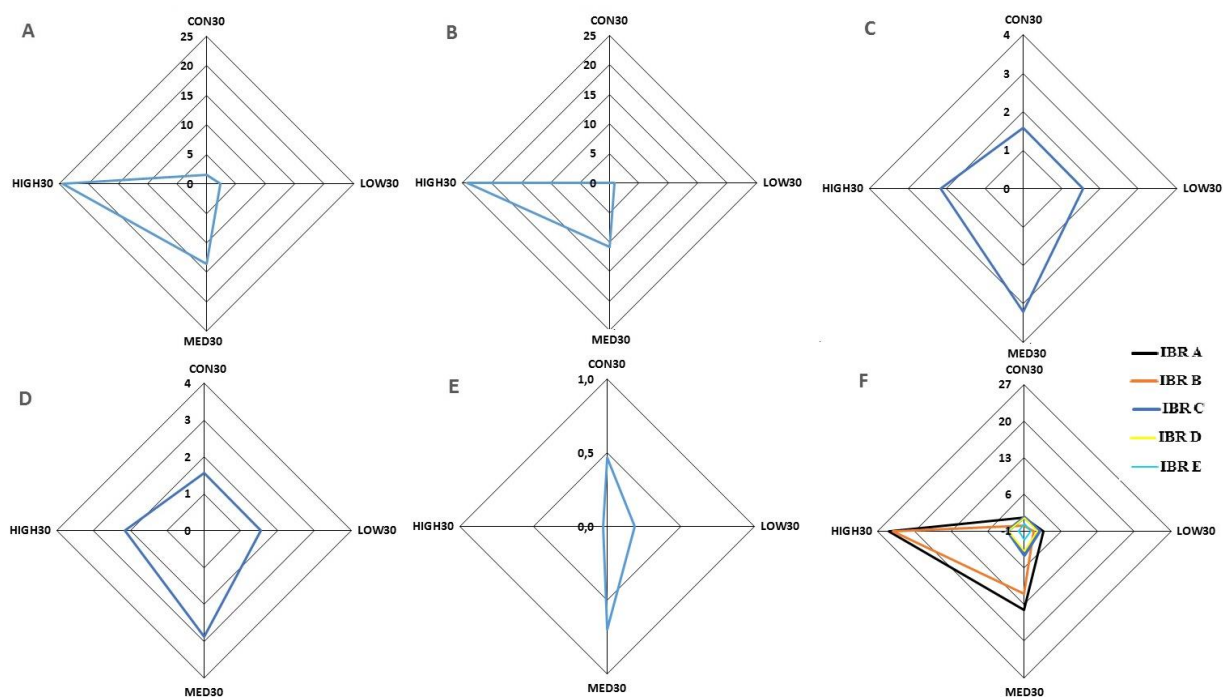 A
CON30
25
20
15
10
5
0
HIGH30
LOW30
MED30
B
CON30
25
20
15
10
5
0
HIGH30
LOW30
MED30
C
CON30
4
3
2
1
0
HIGH30
LOW30
MED30
D
CON30
4
3
2
1
0
HIGH30
LOW30
MED30
E
CON30
1,0
0,5
0,0
HIGH30
LOW30
MED30
F
CON30
27
20
13
6
HIGH30
LOW30
MED30
IBR A
IBR B
IBR C
IBR D
IBR E